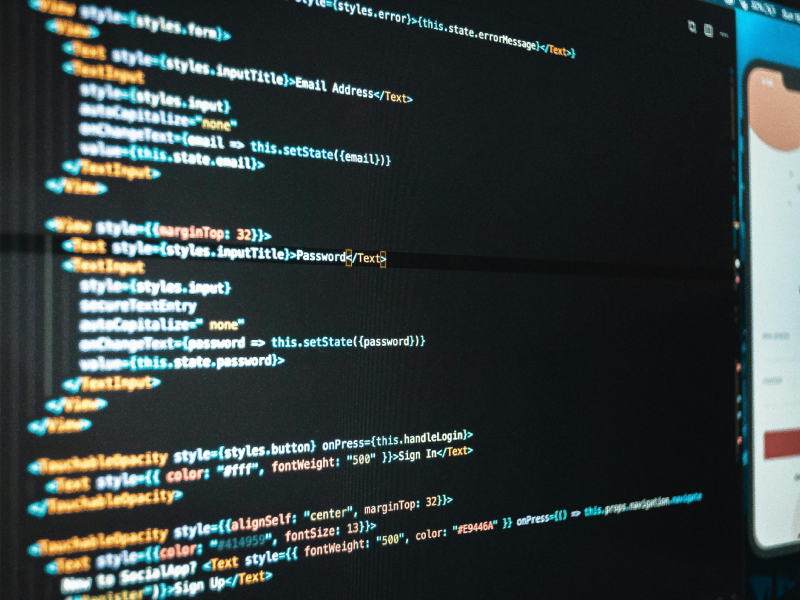 <View style={styles.error}>{this.state.errorMessage}</Text>}
<View style={styles.form}>
<View>
<Text style={styles.inputTitle}>Email Address</Text>
<TextInput
style={styles.input}
autoCapitalize="none"
onChangeText={email => this.setState({email})}
value={this.state.email}>
</TextInput>
</View>
<View style={{marginTop: 32}}>
<Text style={styles.inputTitle}>Password</Text>
<TextInput
style={styles.input}
secureTextEntry
autoCapitalize=" none"
onChangeText={password => this.setState({password})}
value={this.state.password}>
</TextInput>
</View>
</View>
<TouchableOpacity style={styles.button} onPress={this.handleLogin}>
<Text style={{ color: "#fff", fontWeight: "500" }}>Sign In</Text>
</TouchableOpacity>
<TouchableOpacity style={{alignSelf: "center", marginTop: 32}}>
<Text style={{color: "#414959", fontSize: 13}}>
New to SocialApp? <Text style={{ fontWeight: "500", color: "#E9446A" }} onPress={() => this.props.navigation.navigate
("Register")}>Sign Up</Text>